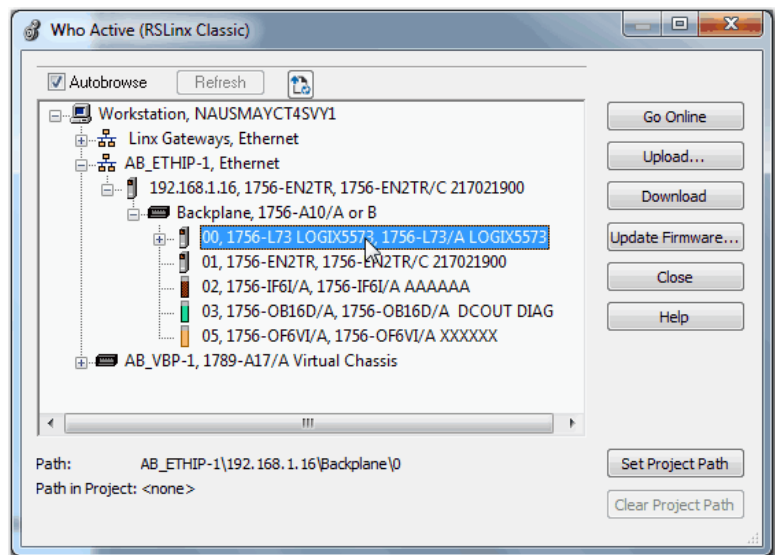 Who Active (RSLinx Classic)
Autobrowse Refresh
Workstation, NAUSMAYCT4SVY1
Linx Gateways, Ethernet
AB_ETHIP-1, Ethernet
192.168.1.16, 1756-EN2TR, 1756-EN2TR/C 217021900
Backplane, 1756-A10/A or B
00, 1756-L73 LOGIX5573, 1756-L73/A LOGIX5573
01, 1756-EN2TR, 1756-EN2TR/C 217021900
02, 1756-IF6I/A, 1756-IF6I/A AAAAAA
03, 1756-OB16D/A, 1756-OB16D/A DCOUT DIAG
05, 1756-OF6VI/A, 1756-OF6VI/A XXXXXX
AB_VBP-1, 1789-A17/A Virtual Chassis
Go Online
Upload...
Download
Update Firmware...
Close
Help
Path: AB_ETHIP-1\192.168.1.16\Backplane\0
Path in Project: <none>
Set Project Path
Clear Project Path